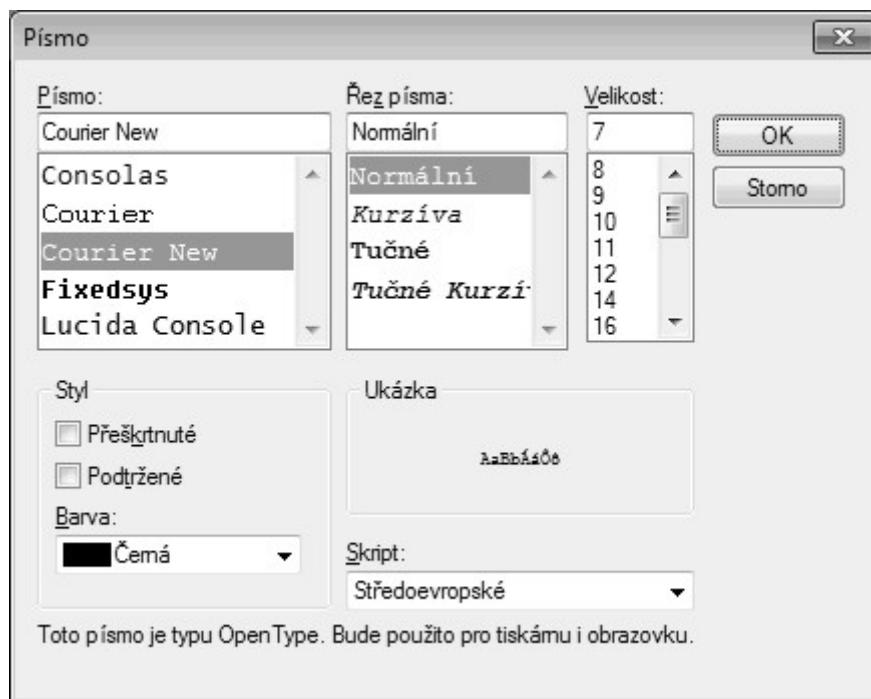 Písmo
Písmo:
Řez písma:
Velikost:
Courier New
Normální
7
OK
Storno
Consolas
Courier
Courier New
Fixedsys
Lucida Console
Normální
Kurzíva
Tučné
Tučné Kurzí
8
9
10
11
12
14
16
Styl
Přeškrtnuté
Podtržené
Barva:
Černá
Ukázka
AaBbÁáÔô
Skript:
Středoevropské
Toto písmo je typu OpenType. Bude použito pro tiskárnu i obrazovku.